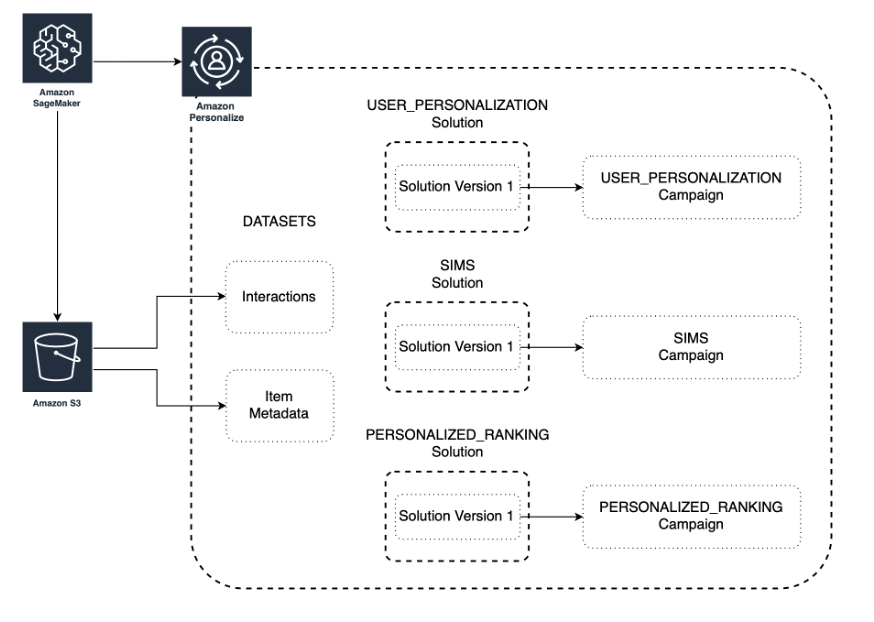 Amazon
SageMaker
Amazon
Personalize
USER_PERSONALIZATION
Solution
Solution Version 1
USER_PERSONALIZATION
Campaign
DATASETS
Interactions
Item
Metadata
SIMS
Solution
Solution Version 1
SIMS
Campaign
Amazon S3
PERSONALIZED_RANKING
Solution
Solution Version 1
PERSONALIZED_RANKING
Campaign